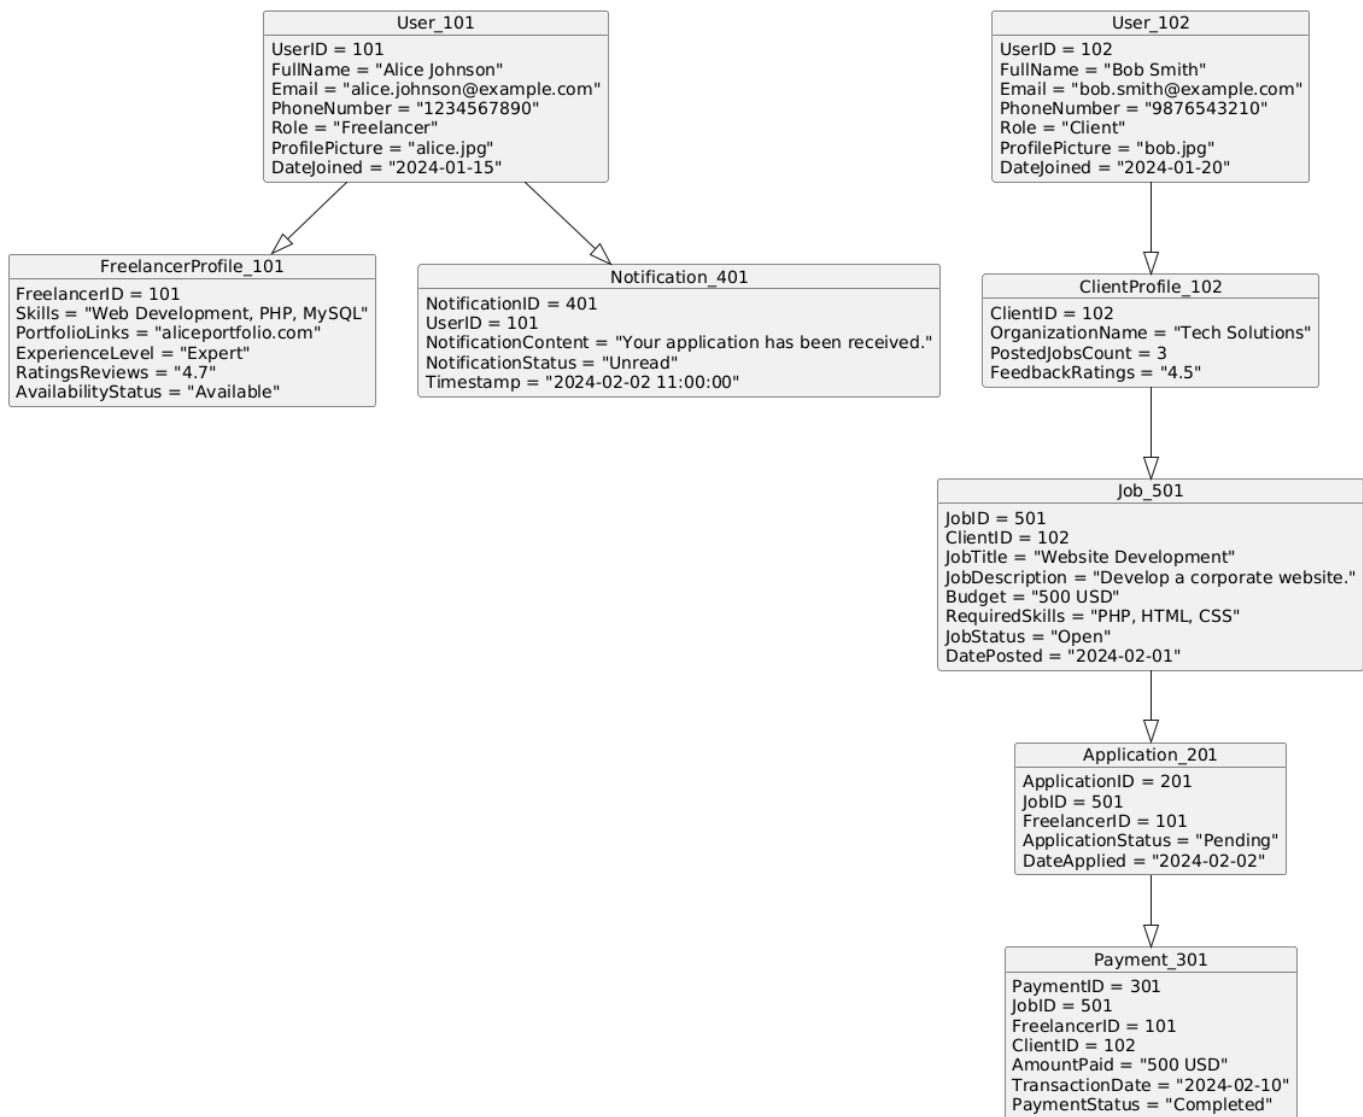 User_101
UserID = 101
FullName = "Alice Johnson"
Email = "alice.johnson@example.com"
PhoneNumber = "1234567890"
Role = "Freelancer"
ProfilePicture = "alice.jpg"
DateJoined = "2024-01-15"
User_102
UserID = 102
FullName = "Bob Smith"
Email = "bob.smith@example.com"
PhoneNumber = "9876543210"
Role = "Client"
ProfilePicture = "bob.jpg"
DateJoined = "2024-01-20"
FreelancerProfile_101
FreelancerID = 101
Skills = "Web Development, PHP, MySQL"
PortfolioLinks = "aliceportfolio.com"
ExperienceLevel = "Expert"
RatingsReviews = "4.7"
AvailabilityStatus = "Available"
Notification_401
NotificationID = 401
UserID = 101
NotificationContent = "Your application has been received."
NotificationStatus = "Unread"
Timestamp = "2024-02-02 11:00:00"
ClientProfile_102
ClientID = 102
OrganizationName = "Tech Solutions"
PostedJobsCount = 3
FeedbackRatings = "4.5"
Job_501
JobID = 501
ClientID = 102
JobTitle = "Website Development"
JobDescription = "Develop a corporate website."
Budget = "500 USD"
RequiredSkills = "PHP, HTML, CSS"
JobStatus = "Open"
DatePosted = "2024-02-01"
Application_201
ApplicationID = 201
JobID = 501
FreelancerID = 101
ApplicationStatus = "Pending"
DateApplied = "2024-02-02"
Payment_301
PaymentID = 301
JobID = 501
FreelancerID = 101
ClientID = 102
AmountPaid = "500 USD"
TransactionDate = "2024-02-10"
PaymentStatus = "Completed"